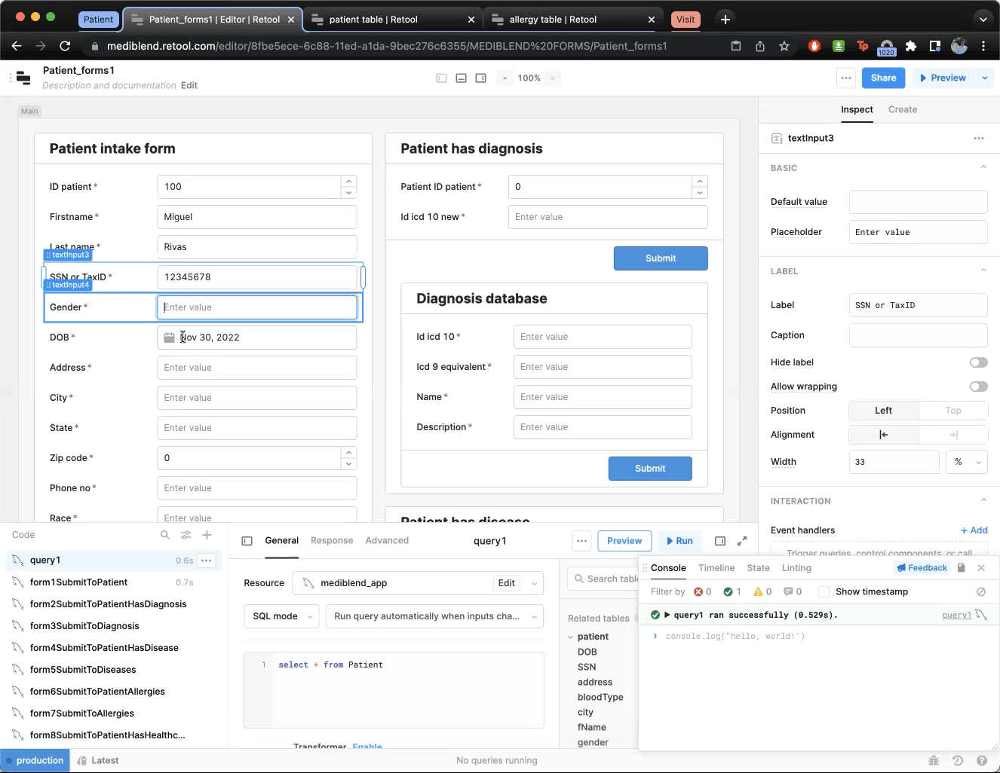 Patient
Patient_forms1 | Editor | Retool
patient table | Retool
allergy table | Retool
Visit
mediblend.retool.com/editor/8fbe5ece-6c88-11ed-a1da-9bec276c6355/MEDIBLEND%20FORMS/Patient_forms1
Tp
1020
Patient_forms1
Description and documentation Edit
- 100% +
Share
Preview
Main
Patient intake form
ID patient *
100
Firstname *
Miguel
Last name *
Rivas
textInput3
SSN or TaxID *
12345678
textInput4
Gender *
Enter value
DOB *
Nov 30, 2022
Address *
Enter value
City *
Enter value
State *
Enter value
Zip code *
0
Phone no *
Enter value
Race *
Enter value
Patient has diagnosis
Patient ID patient *
0
Id icd 10 new *
Enter value
Submit
Diagnosis database
Id icd 10 *
Enter value
Icd 9 equivalent *
Enter value
Name *
Enter value
Description *
Enter value
Submit
Patient has disease
Inspect
Create
textInput3
BASIC
Default value
Placeholder
Enter value
LABEL
Label
SSN or TaxID
Caption
Hide label
Allow wrapping
Position
Left
Top
Alignment
Width
33
%
INTERACTION
Event handlers
+ Add
Trigger queries, control components, or call
Code
query1
0.6s
form1SubmitToPatient
0.7s
form2SubmitToPatientHasDiagnosis
form3SubmitToDiagnosis
form4SubmitToPatientHasDisease
form5SubmitToDiseases
form6SubmitToPatientAllergies
form7SubmitToAllergies
form8SubmitToPatientHasHealthc...
General
Response
Advanced
query1
Preview
Run
Resource
mediblend_app
Edit
SQL mode
Run query automatically when inputs cha...
1
select * from Patient
Transformer Enable
Search table
Related tables
patient
DOB
SSN
address
bloodType
city
fName
gender
Console
Timeline
State
Linting
Feedback
Filter by
0
1
0
0
Show timestamp
query1 ran successfully (0.529s).
query1
console.log("hello, world!")
production
Latest
No queries running